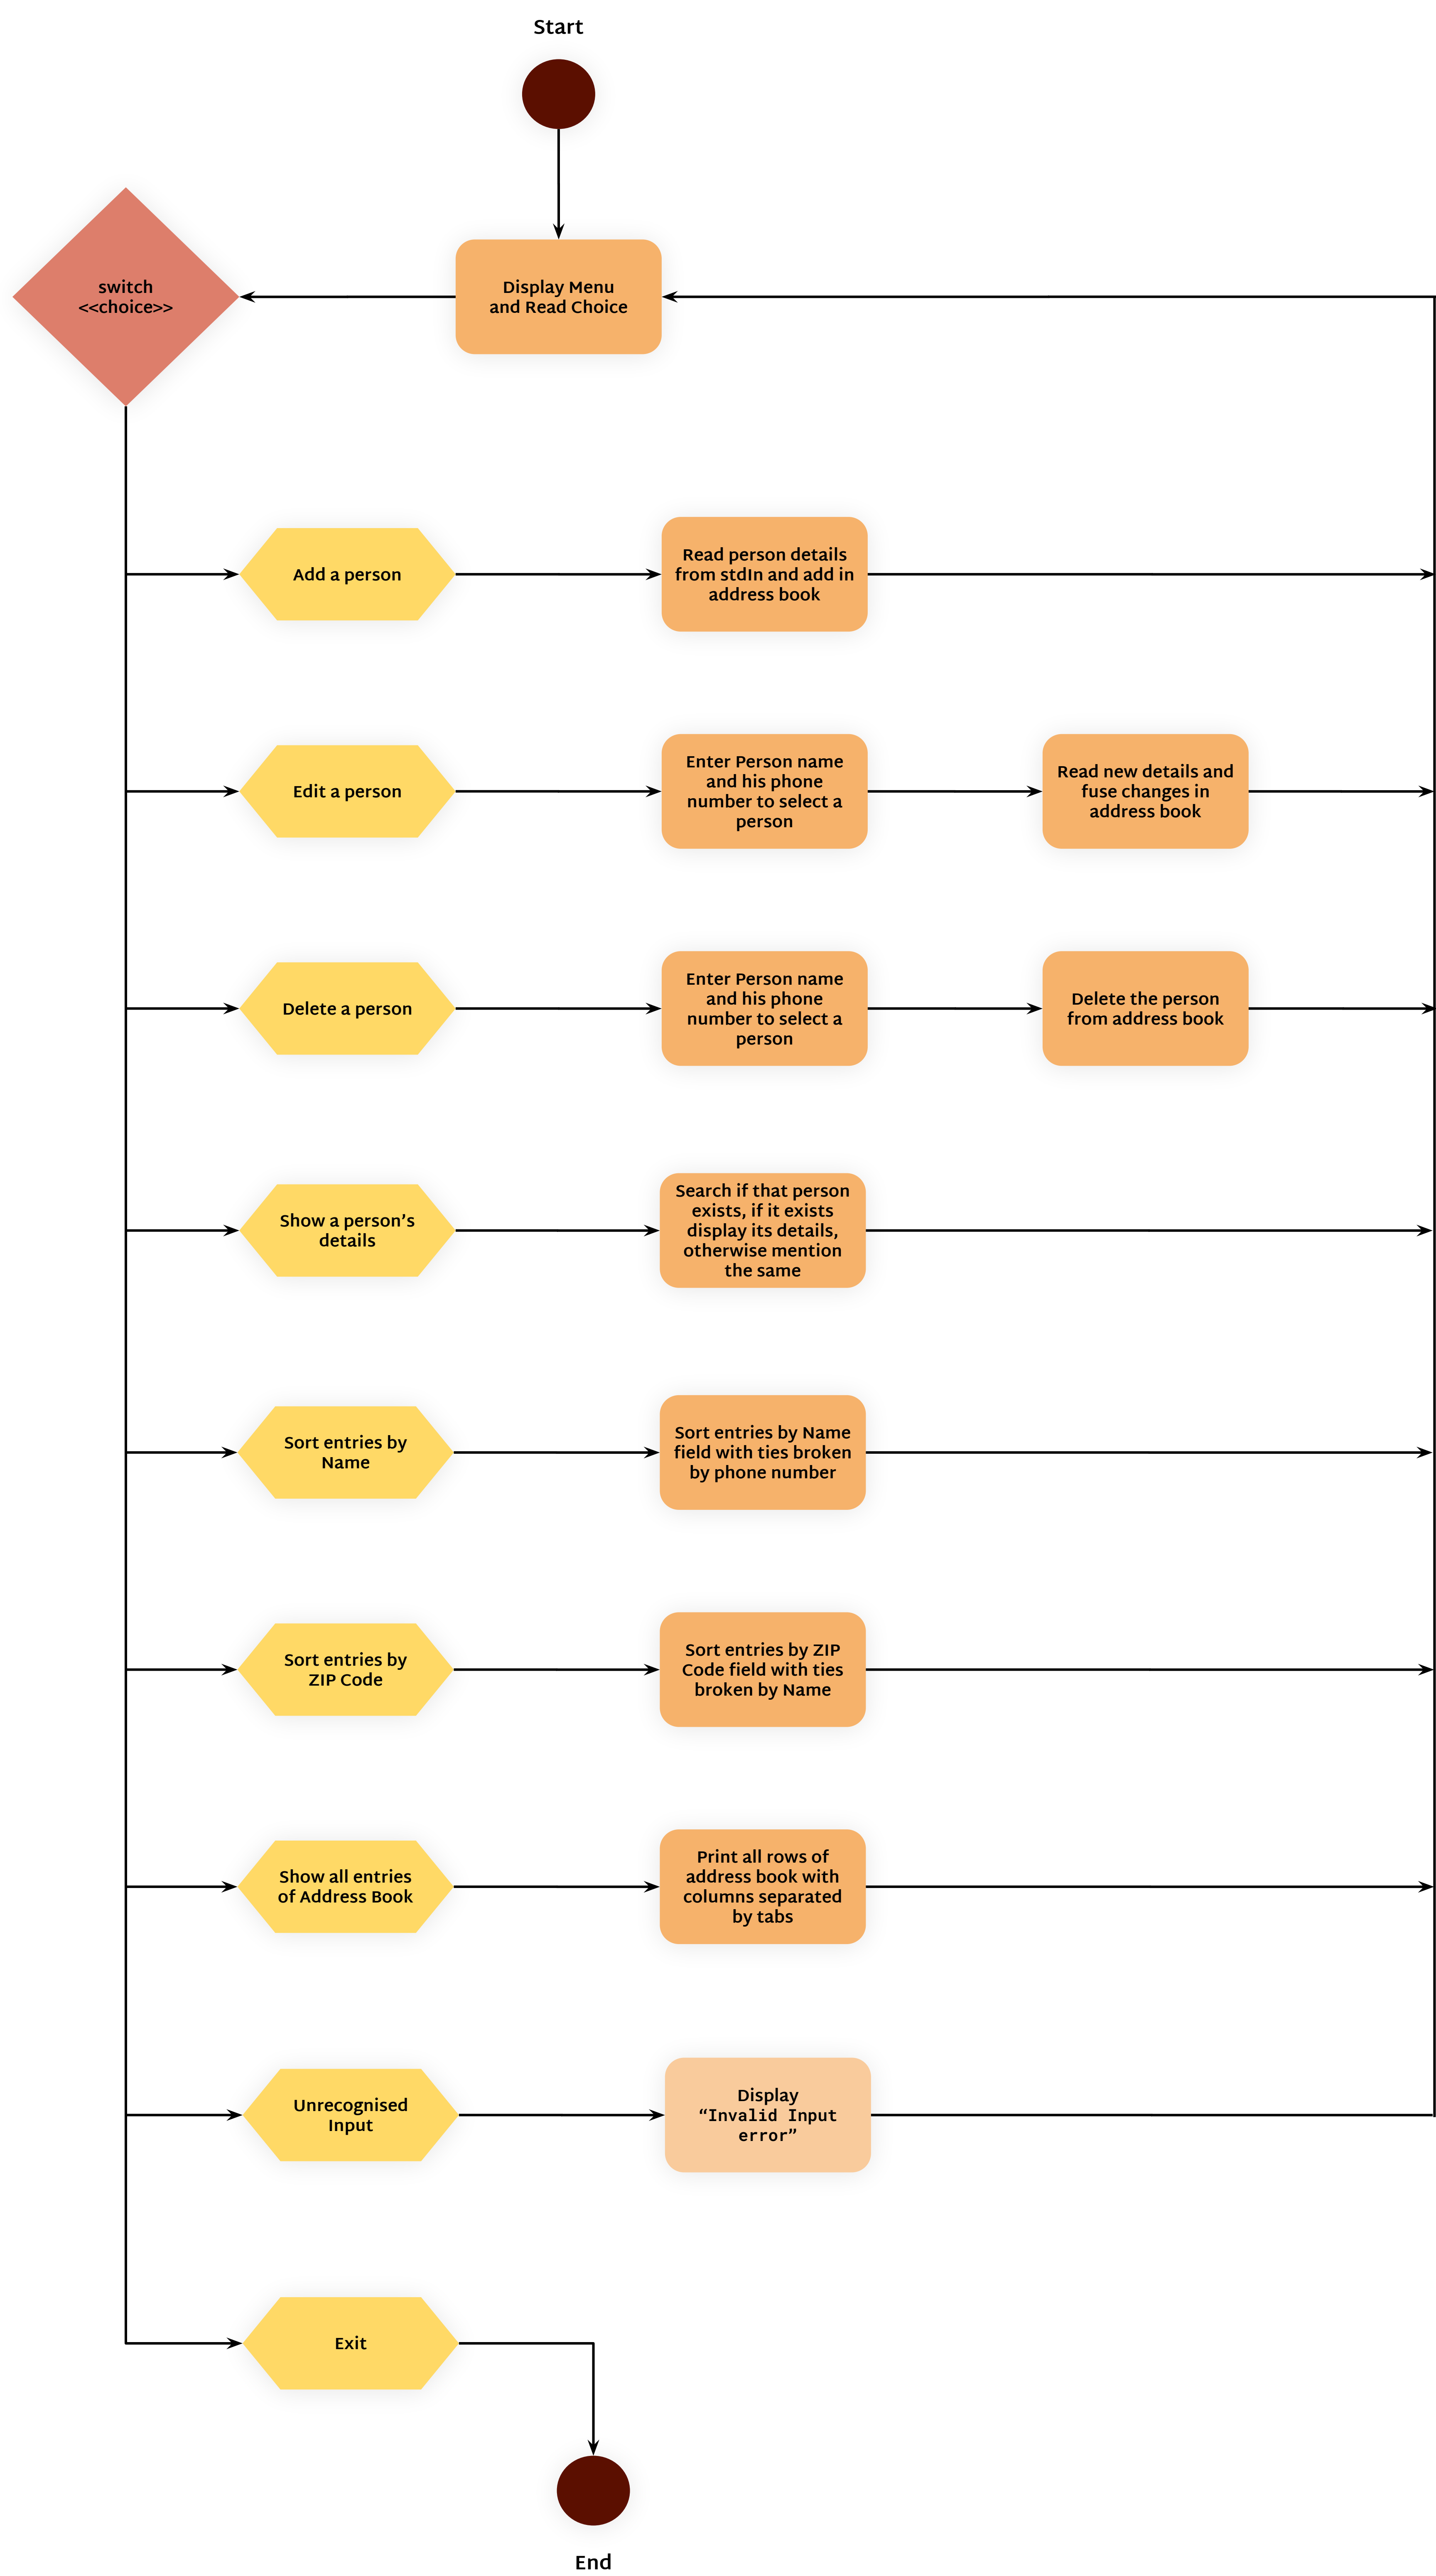 Start
switch
<<choice>>
Display Menu
and Read Choice
Add a person
Read person details
from stdIn and add in
address book
Edit a person
Enter Person name
and his phone
number to select a
person
Read new details and
fuse changes in
address book
Delete a person
Enter Person name
and his phone
number to select a
person
Delete the person
from address book
Show a person’s
details
Search if that person
exists, if it exists
display its details,
otherwise mention
the same
Sort entries by
Name
Sort entries by Name
field with ties broken
by phone number
Sort entries by
ZIP Code
Sort entries by ZIP
Code field with ties
broken by Name
Show all entries
of Address Book
Print all rows of
address book with
columns separated
by tabs
Unrecognised
Input
Display
“Invalid Input
error”
Exit
End